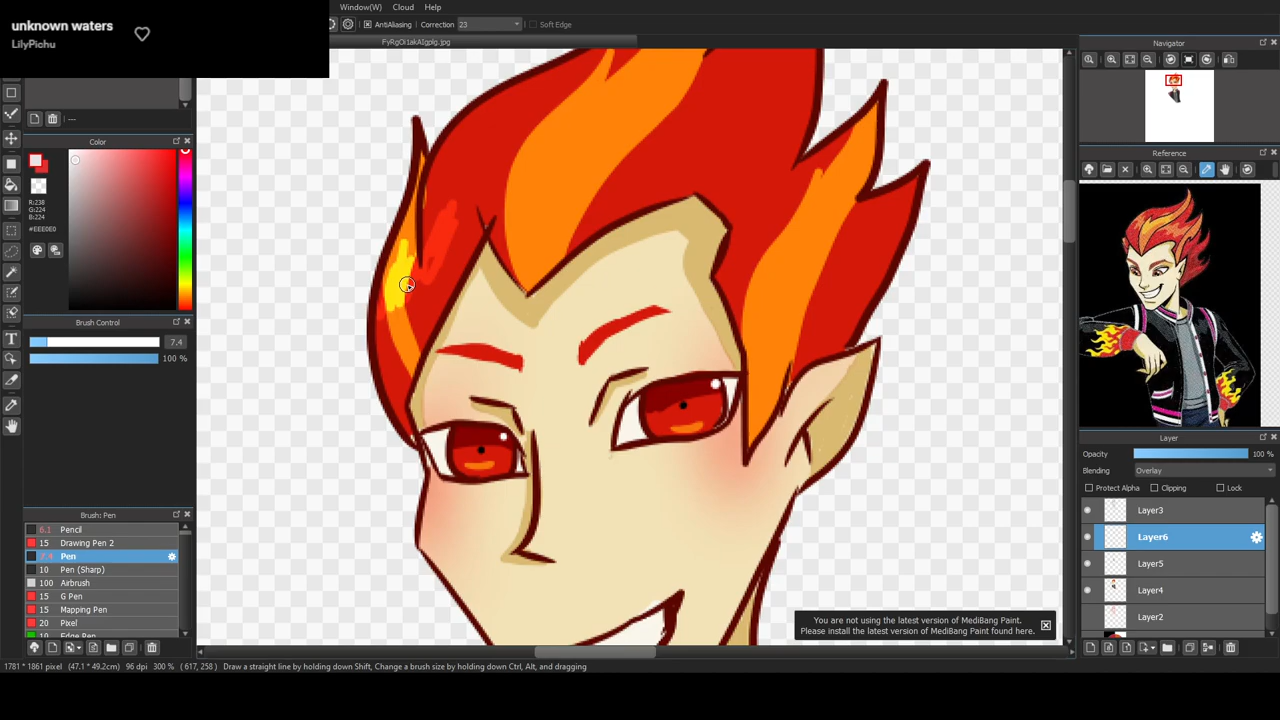 unknown waters
LilyPichu
Window(W) Cloud Help
AntiAliasing Correction 23 Soft Edge
FyRgOi1akAIgplg.jpg
Navigator
---
Color
R:238
G:224
B:224
#EEE0E0
Reference
Brush Control
7.4
100 %
Layer
Opacity 100 %
Blending Overlay
Protect Alpha Clipping Lock
Layer3
Layer6
Layer5
Layer4
Layer2
Brush: Pen
6.1 Pencil
15 Drawing Pen 2
7.4 Pen
10 Pen (Sharp)
100 Airbrush
15 G Pen
15 Mapping Pen
20 Pixel
10 Edge Pen
You are not using the latest version of MediBang Paint.
Please install the latest version of MediBang Paint found here.
1781 * 1861 pixel (47.1 * 49.2cm) 96 dpi 300 % ( 617, 258 ) Draw a straight line by holding down Shift, Change a brush size by holding down Ctrl, Alt, and dragging